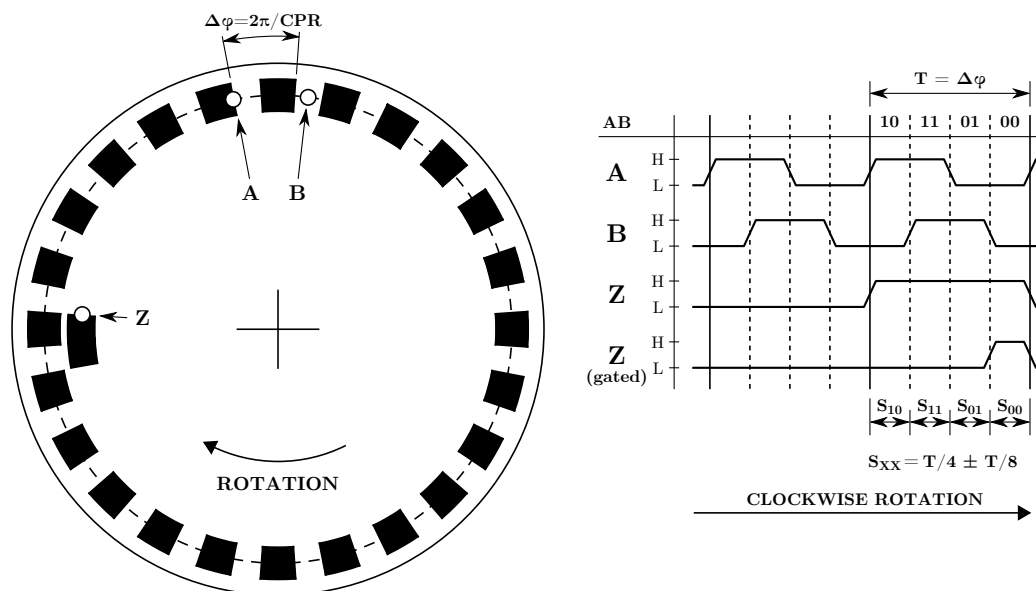 Δφ=2π/CPR
A B
Z
ROTATION
T = Δφ
AB 10 11 01 00
A H L
B H L
Z H L
Z (gated) H L
S10 S11 S01 S00
SXX = T/4 ± T/8
CLOCKWISE ROTATION